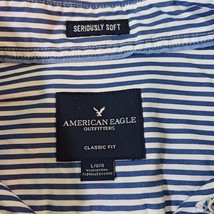 SERIOUSLY SOFT
AMERICAN EAGLE
OUTFITTERS
CLASSIC FIT
L/G/G